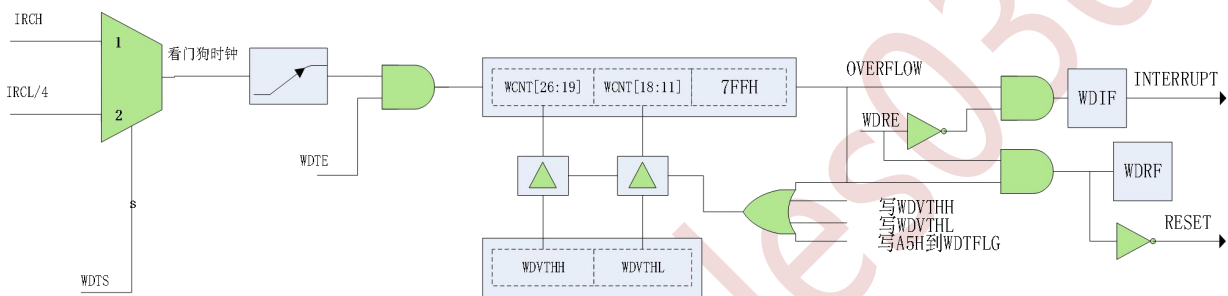 IRCH
1
看门狗时钟
IRCL/4
2
s
WDTS
WDTE
WCNT[26:19]
WCNT[18:11]
7FFH
WDVTHH
WDVTHL
OVERFLOW
WDRE
写WDVTHH
写WDVTHL
写A5H到WDTFLG
WDIF
INTERRUPT
WDRF
RESET